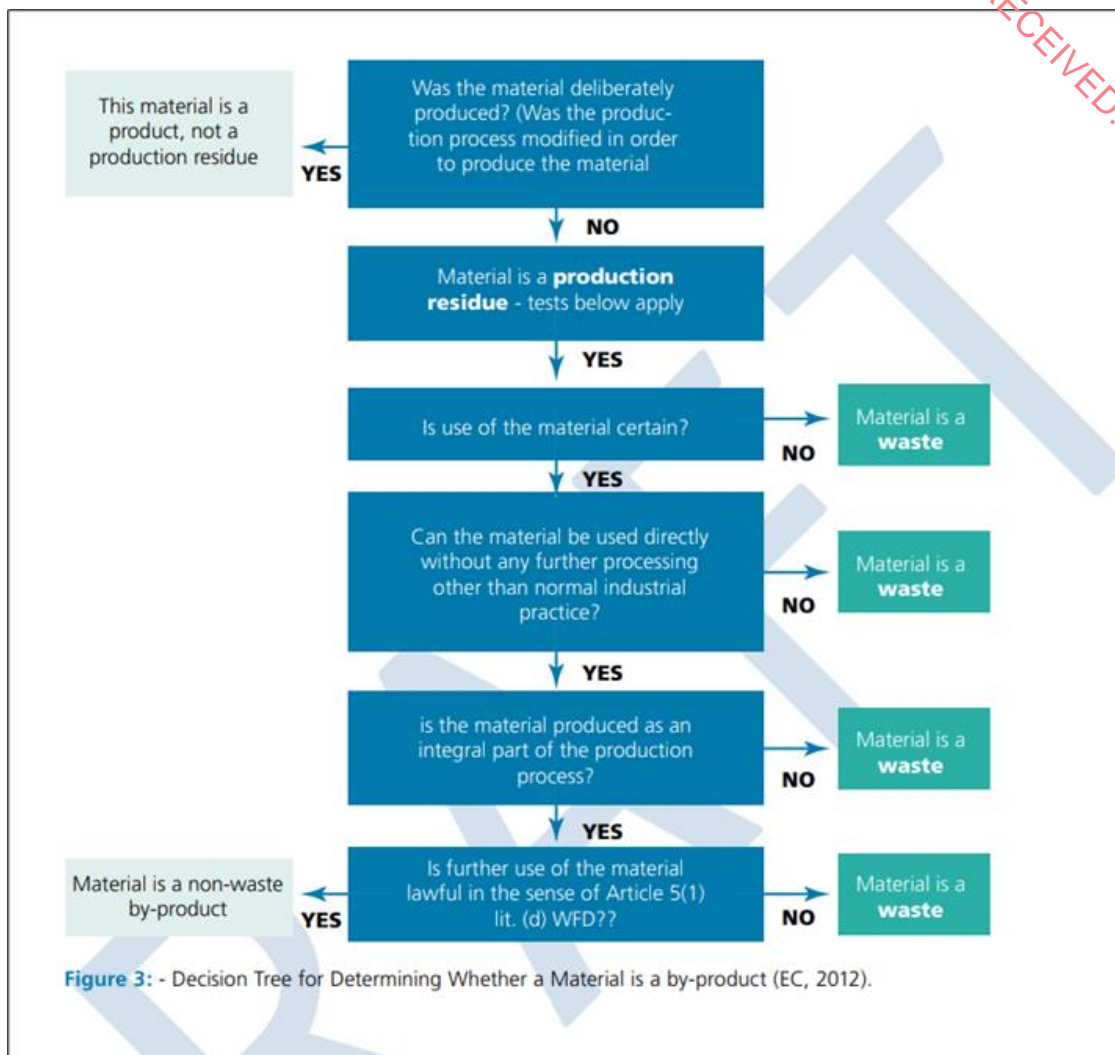 RECEIVED:
Was the material deliberately
produced? (Was the produc-
tion process modified in order
to produce the material
This material is a
product, not a
production residue
YES
NO
Material is a production
residue - tests below apply
YES
Is use of the material certain?
Material is a
waste
NO
YES
Can the material be used directly
without any further processing
other than normal industrial
practice?
Material is a
waste
NO
YES
is the material produced as an
integral part of the production
process?
Material is a
waste
NO
YES
Is further use of the material
lawful in the sense of Article 5(1)
lit. (d) WFD??
Material is a non-waste
by-product
YES
Material is a
waste
NO
Figure 3: - Decision Tree for Determining Whether a Material is a by-product (EC, 2012).
DRAFT